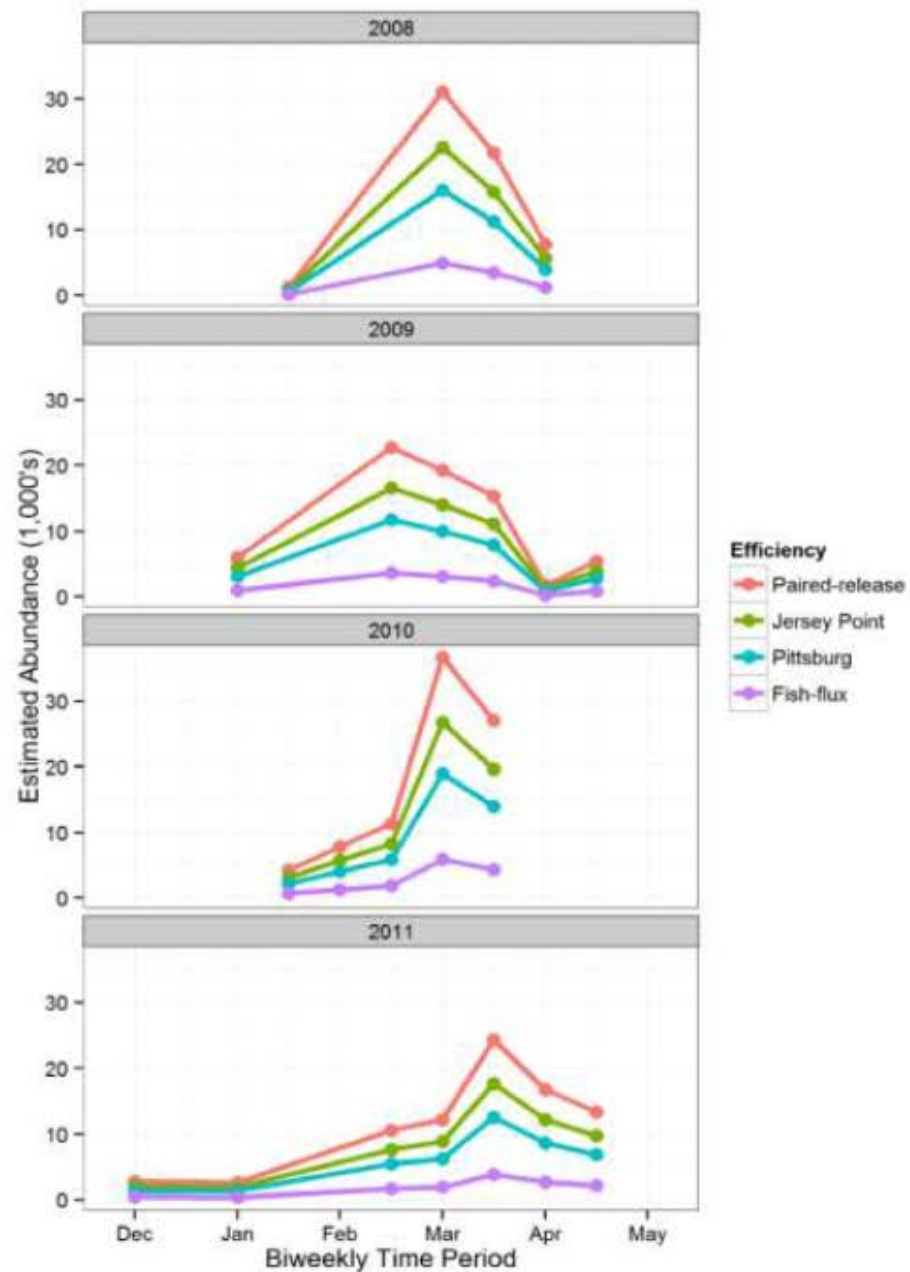 2008
30
20
10
0
2009
30
20
10
0
2010
30
20
10
0
2011
30
20
10
0
Dec Jan Feb Mar Apr May
Biweekly Time Period
Estimated Abundance (1,000's)
Efficiency
Paired-release
Jersey Point
Pittsburg
Fish-flux